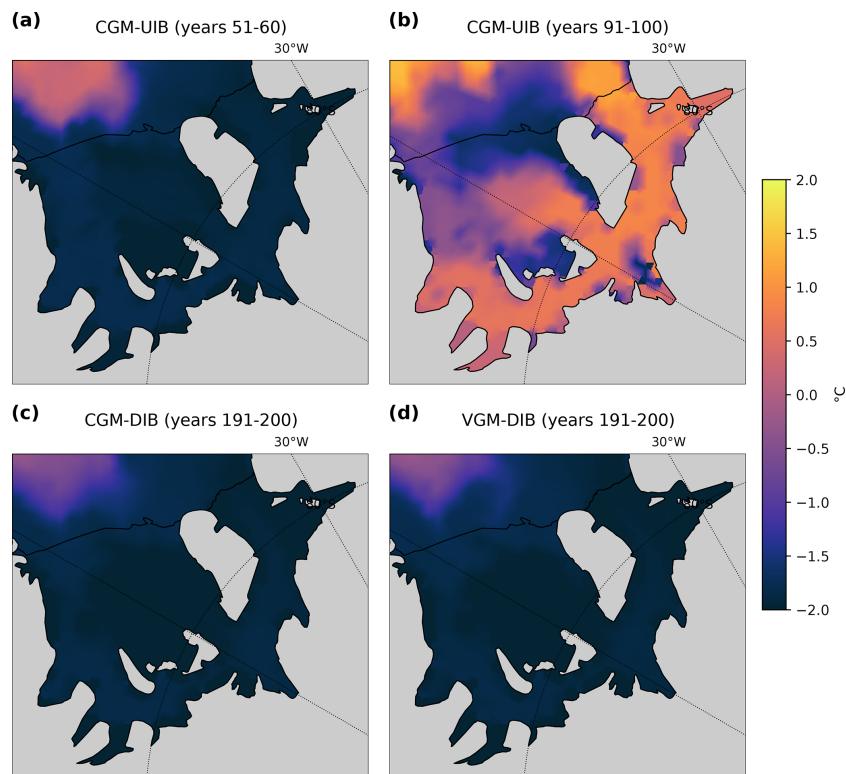 (a)
CGM-UIB (years 51-60)
30°W
(b)
CGM-UIB (years 91-100)
30°W
80°S
2.0
1.5
1.0
0.5
0.0
−0.5
−1.0
−1.5
−2.0
°C
(c)
CGM-DIB (years 191-200)
30°W
(d)
VGM-DIB (years 191-200)
30°W